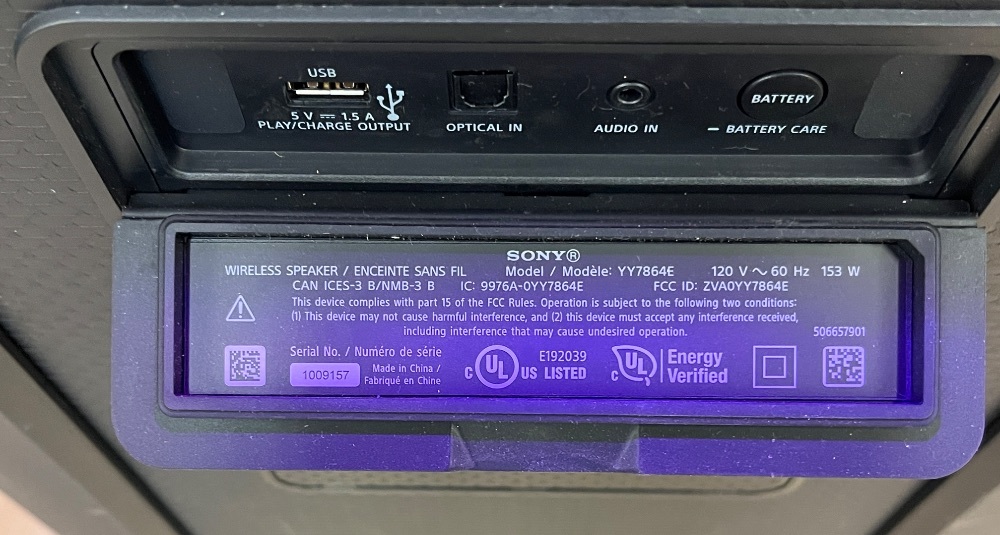 USB
5 V ⎓ 1.5 A
PLAY/CHARGE OUTPUT
OPTICAL IN
AUDIO IN
BATTERY
– BATTERY CARE
SONY®
WIRELESS SPEAKER / ENCEINTE SANS FIL Model / Modèle: YY7864E 120 V ~ 60 Hz 153 W
CAN ICES-3 B/NMB-3 B IC: 9976A-0YY7864E FCC ID: ZVA0YY7864E
This device complies with part 15 of the FCC Rules. Operation is subject to the following two conditions:
(1) This device may not cause harmful interference, and (2) this device must accept any interference received,
including interference that may cause undesired operation.
506657901
Serial No. / Numéro de série
1009157
Made in China /
Fabriqué en Chine
c UL US LISTED
E192039
c UL Energy
Verified